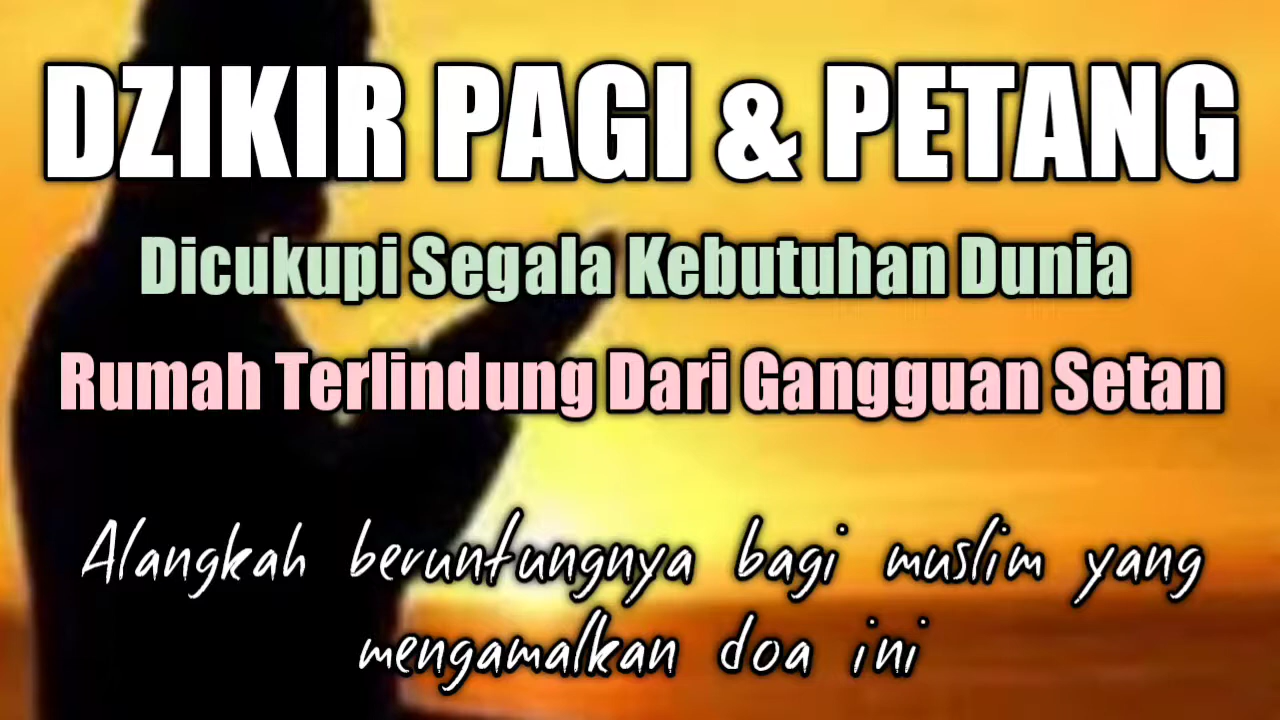 DZIKIR PAGI & PETANG
Dicukupi Segala Kebutuhan Dunia
Rumah Terlindung Dari Gangguan Setan
Alangkah beruntungnya bagi muslim yang
mengamalkan doa ini